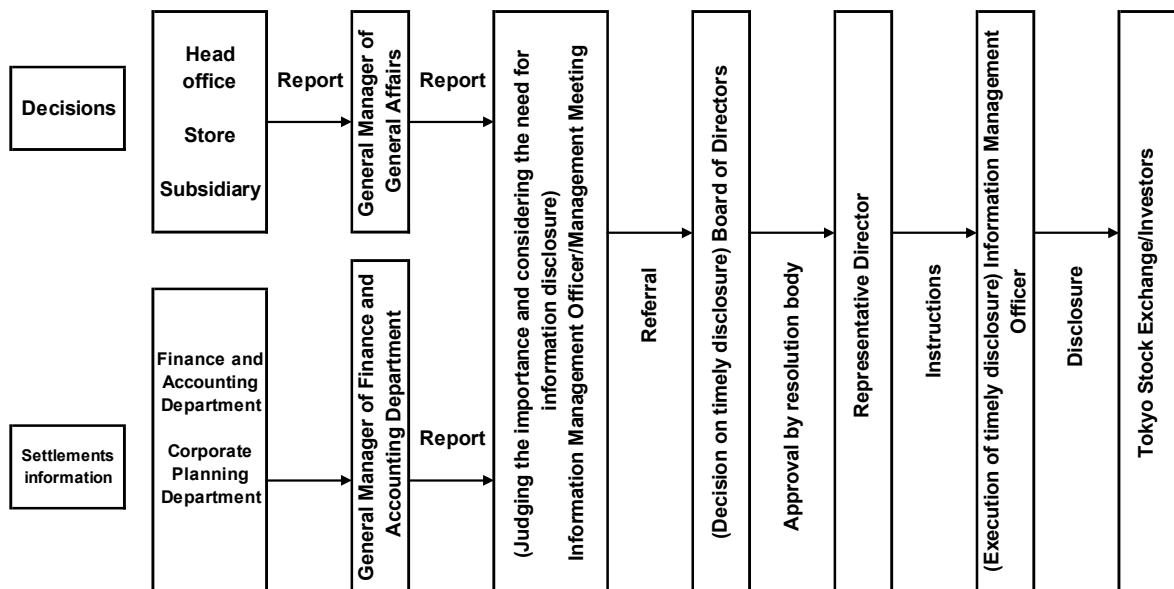 Decisions
Head
office
Store
Subsidiary
Report
General Manager of
General Affairs
Report
Settlements
information
Finance and
Accounting
Department
Corporate
Planning
Department
General Manager of Finance and
Accounting Department
Report
(Judging the importance and considering the need for
information disclosure)
Information Management Officer/Management Meeting
Referral
(Decision on timely disclosure) Board of Directors
Approval by resolution body
Representative Director
Instructions
(Execution of timely disclosure) Information Management
Officer
Disclosure
Tokyo Stock Exchange/Investors